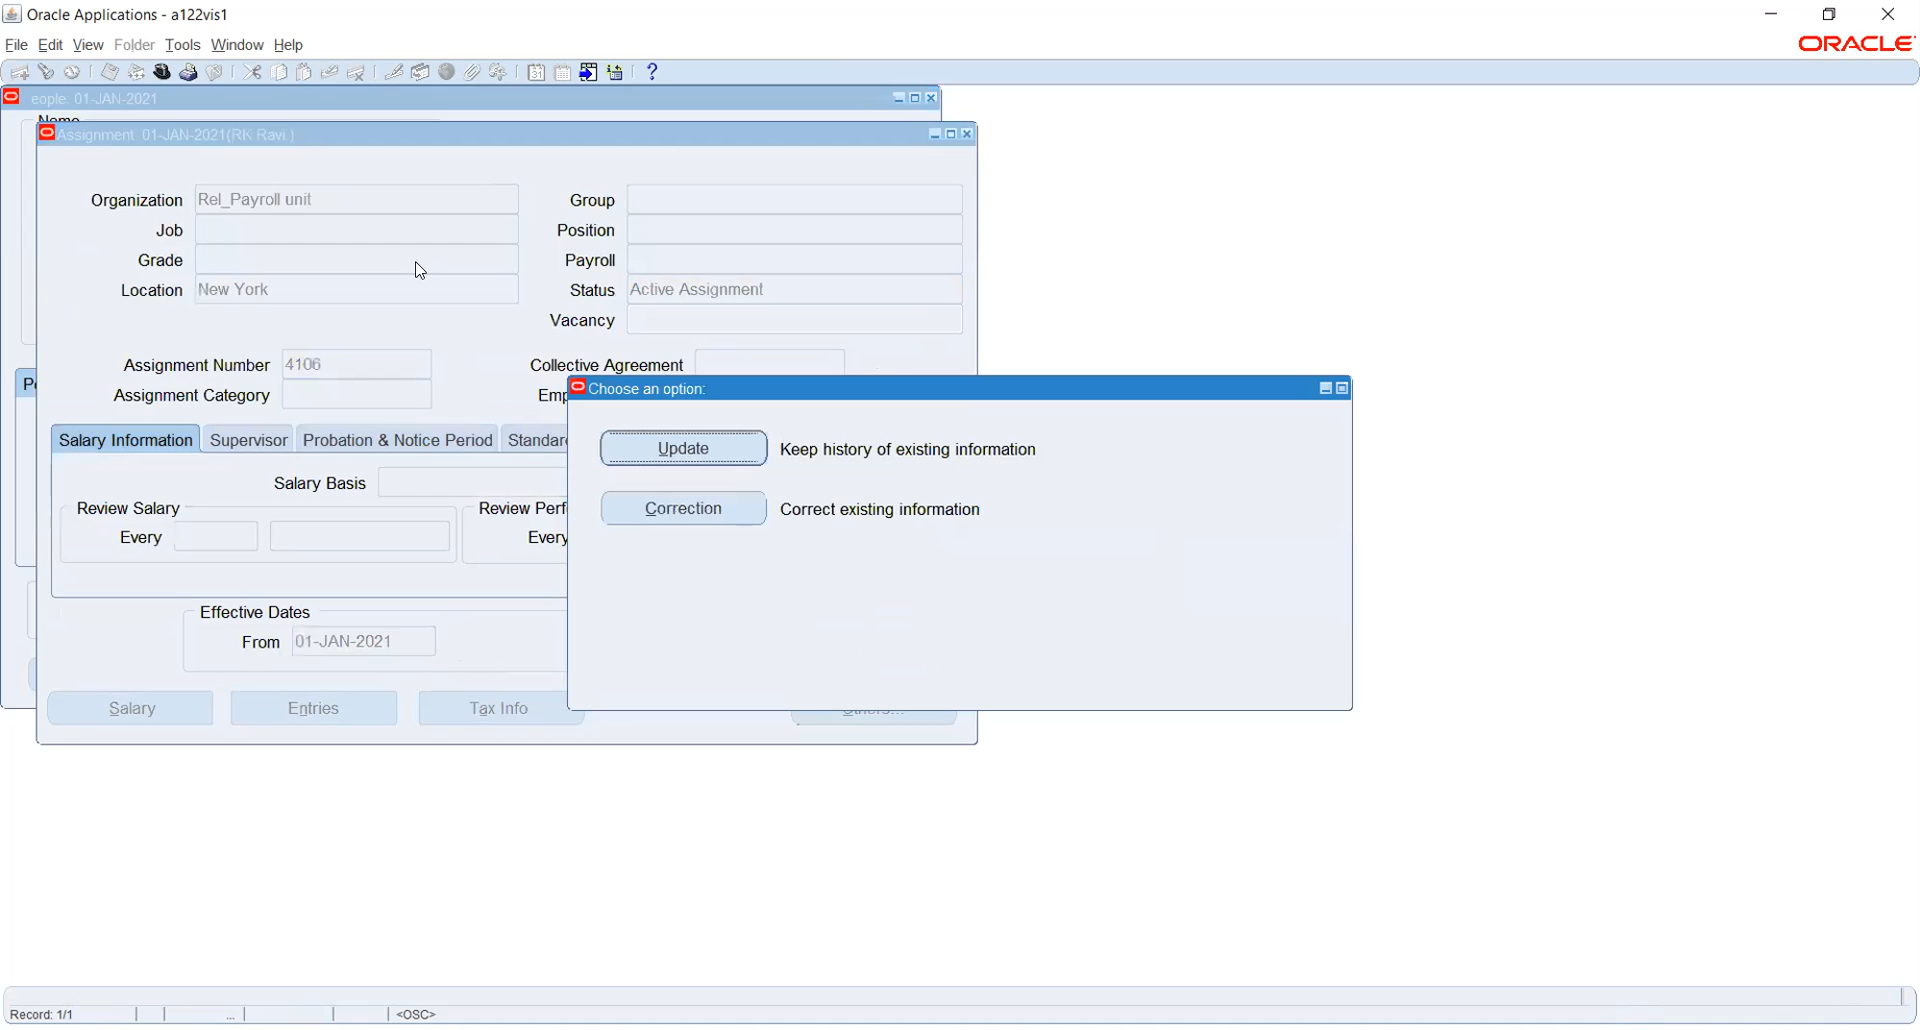 Oracle Applications - a122vis1
File Edit View Folder Tools Window Help
ORACLE
eople: 01-JAN-2021
Name
Assignment: 01-JAN-2021(RK Ravi.)
Organization Rel_Payroll unit Group
Job Position
Grade Payroll
Location New York Status Active Assignment
Vacancy
Assignment Number 4106 Collective Agreement
Assignment Category Emp
Choose an option:
Update Keep history of existing information
Correction Correct existing information
Salary Information Supervisor Probation & Notice Period Standar
Salary Basis
Review Salary Review Perf
Every Every
Effective Dates
From 01-JAN-2021
Salary Entries Tax Info Others...
Record: 1/1 ... <OSC>